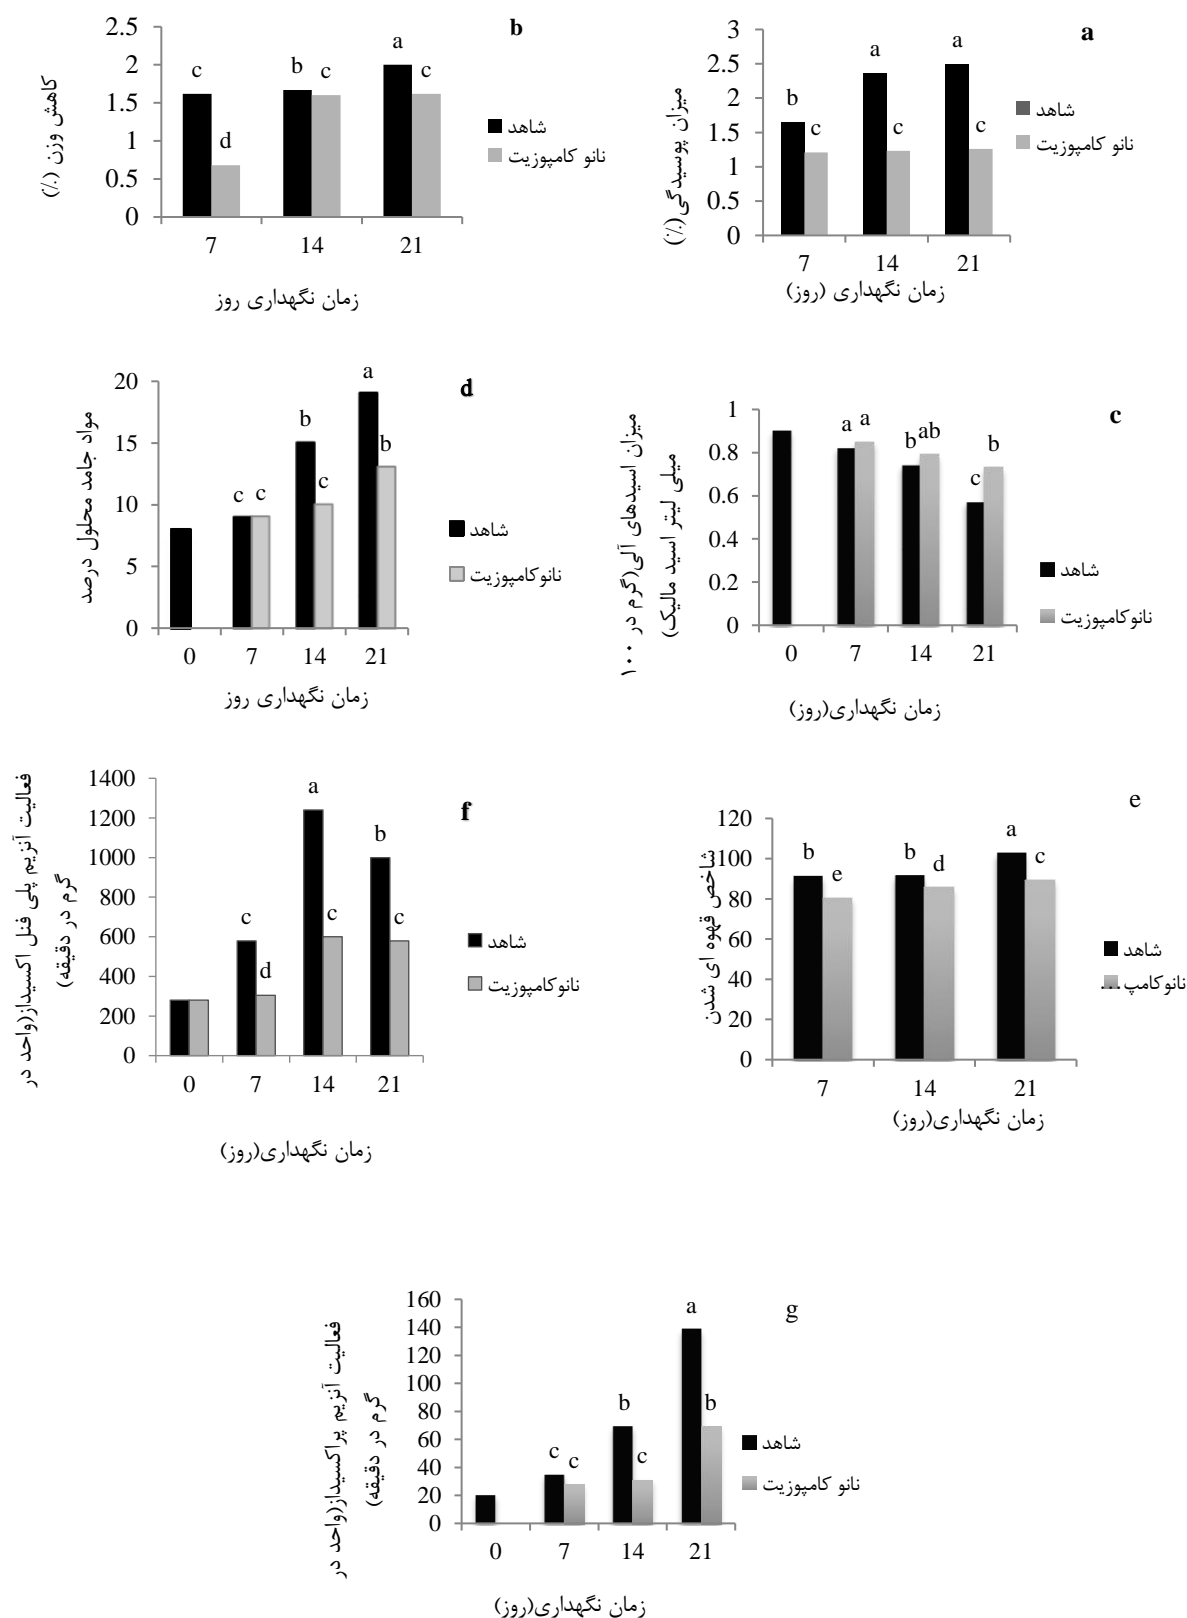 b
کاهش وزن (٪)
2.5
2
1.5
1
0.5
0
c
d
b
c
a
c
7
14
21
زمان نگهداری روز
شاهد
نانو کامپوزیت
a
میزان پوسیدگی(٪)
3
2.5
2
1.5
1
0.5
0
b
c
a
c
a
c
7
14
21
زمان نگهداری (روز)
شاهد
نانو کامپوزیت
d
مواد جامد محلول درصد
20
15
10
5
0
c
c
b
c
a
b
0
7
14
21
زمان نگهداری روز
شاهد
نانوکامپوزیت
c
میزان اسیدهای آلی(گرم در ۱۰۰
میلی لیتر اسید مالیک)
1
0.8
0.6
0.4
0.2
0
a
a
b
ab
c
b
0
7
14
21
زمان نگهداری(روز)
شاهد
نانوکامپوزیت
f
فعالیت آنزیم پلی فنل اکسیداز(واحد در
گرم در دقیقه)
1400
1200
1000
800
600
400
200
0
c
d
a
c
b
c
0
7
14
21
زمان نگهداری(روز)
شاهد
نانوکامپوزیت
e
شاخص قهوه ای شدن
120
100
80
60
40
20
0
b
e
b
d
a
c
7
14
21
زمان نگهداری(روز)
شاهد
نانوکامپ...
g
فعالیت آنزیم پراکسیداز(واحد در
گرم در دقیقه)
160
140
120
100
80
60
40
20
0
c
c
b
c
a
b
0
7
14
21
زمان نگهداری(روز)
شاهد
نانو کامپوزیت